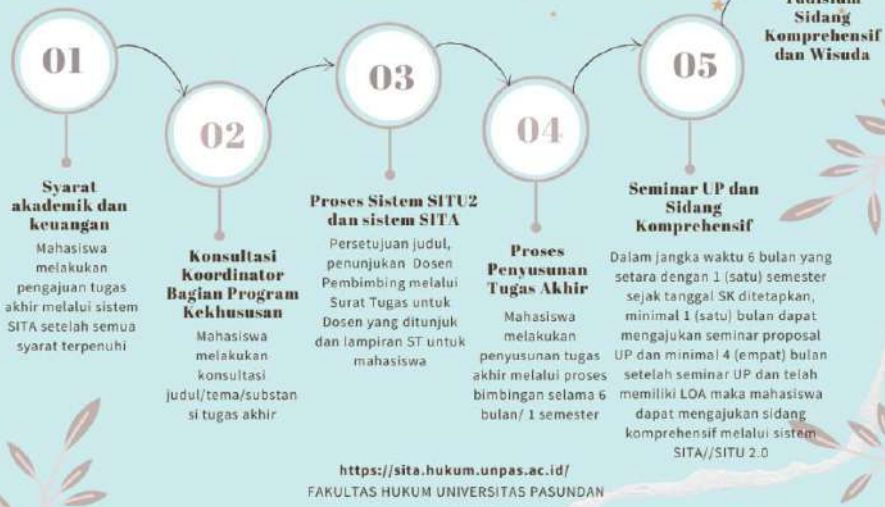 01
Syarat
akademik dan
keuangan
Mahasiswa
melakukan
pengajuan tugas
akhir melalui sistem
SITA setelah semua
syarat terpenuhi
02
Konsultasi
Koordinator
Bagian Program
Kekhususan
Mahasiswa
melakukan
konsultasi
judul/tema/substan
si tugas akhir
03
Proses Sistem SITU2
dan sistem SITA
Persetujuan judul,
penunjukan Dosen
Pembimbing melalui
Surat Tugas untuk
Dosen yang ditunjuk
dan lampiran ST untuk
mahasiswa
04
Proses
Penyusunan
Tugas Akhir
Mahasiswa
melakukan
penyusunan tugas
akhir melalui proses
bimbingan selama 6
bulan/ 1 semester
05
Seminar UP dan
Sidang
Komprehensif
Dalam jangka waktu 6 bulan yang
setara dengan 1 (satu) semester
sejak tanggal SK ditetapkan,
minimal 1 (satu) bulan dapat
mengajukan seminar proposal
UP dan minimal 4 (empat) bulan
setelah seminar UP dan telah
memiliki LOA maka mahasiswa
dapat mengajukan sidang
komprehensif melalui sistem
SITA//SITU 2.0
Sidang
Komprehensif
dan Wisuda
https://sita.hukum.unpas.ac.id/
FAKULTAS HUKUM UNIVERSITAS PASUNDAN